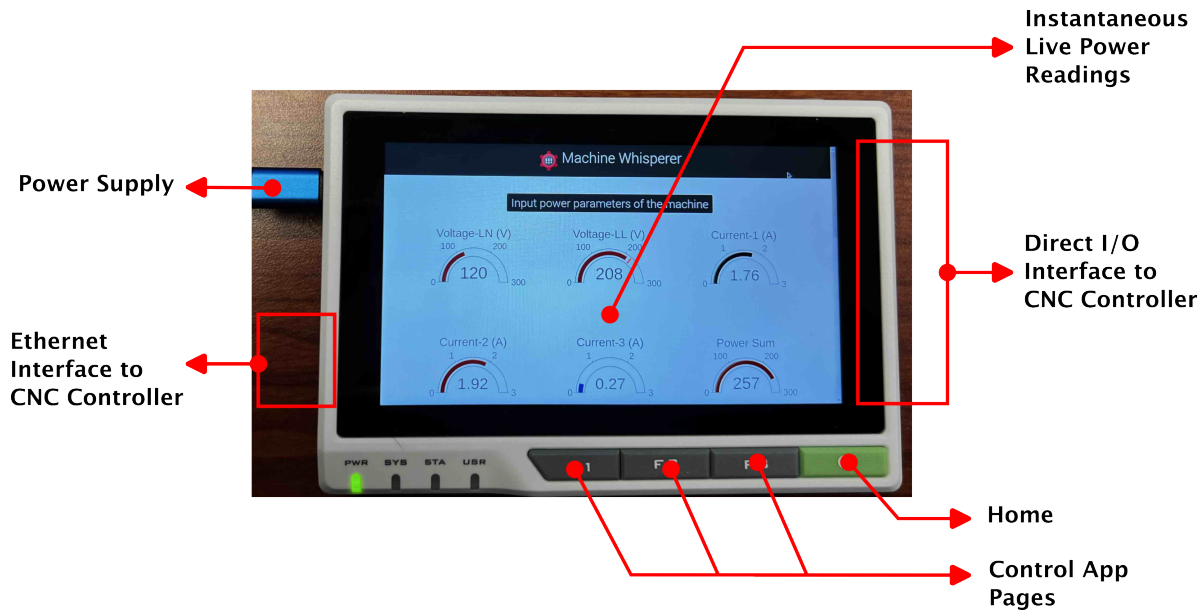 Instantaneous
Live Power
Readings
Machine Whisperer
Power Supply
Input power parameters of the machine
Voltage-LN (V)
100 200
120
0 300
Voltage-LL (V)
100 200
208
0 300
Current-1 (A)
1 2
1.76
0 3
Direct I/O
Interface to
CNC Controller
Ethernet
Interface to
CNC Controller
Current-2 (A)
1 2
1.92
0 3
Current-3 (A)
1 2
0.27
0 3
Power Sum
100 200
257
0 300
PWR SYS STA USR
Home
Control App
Pages